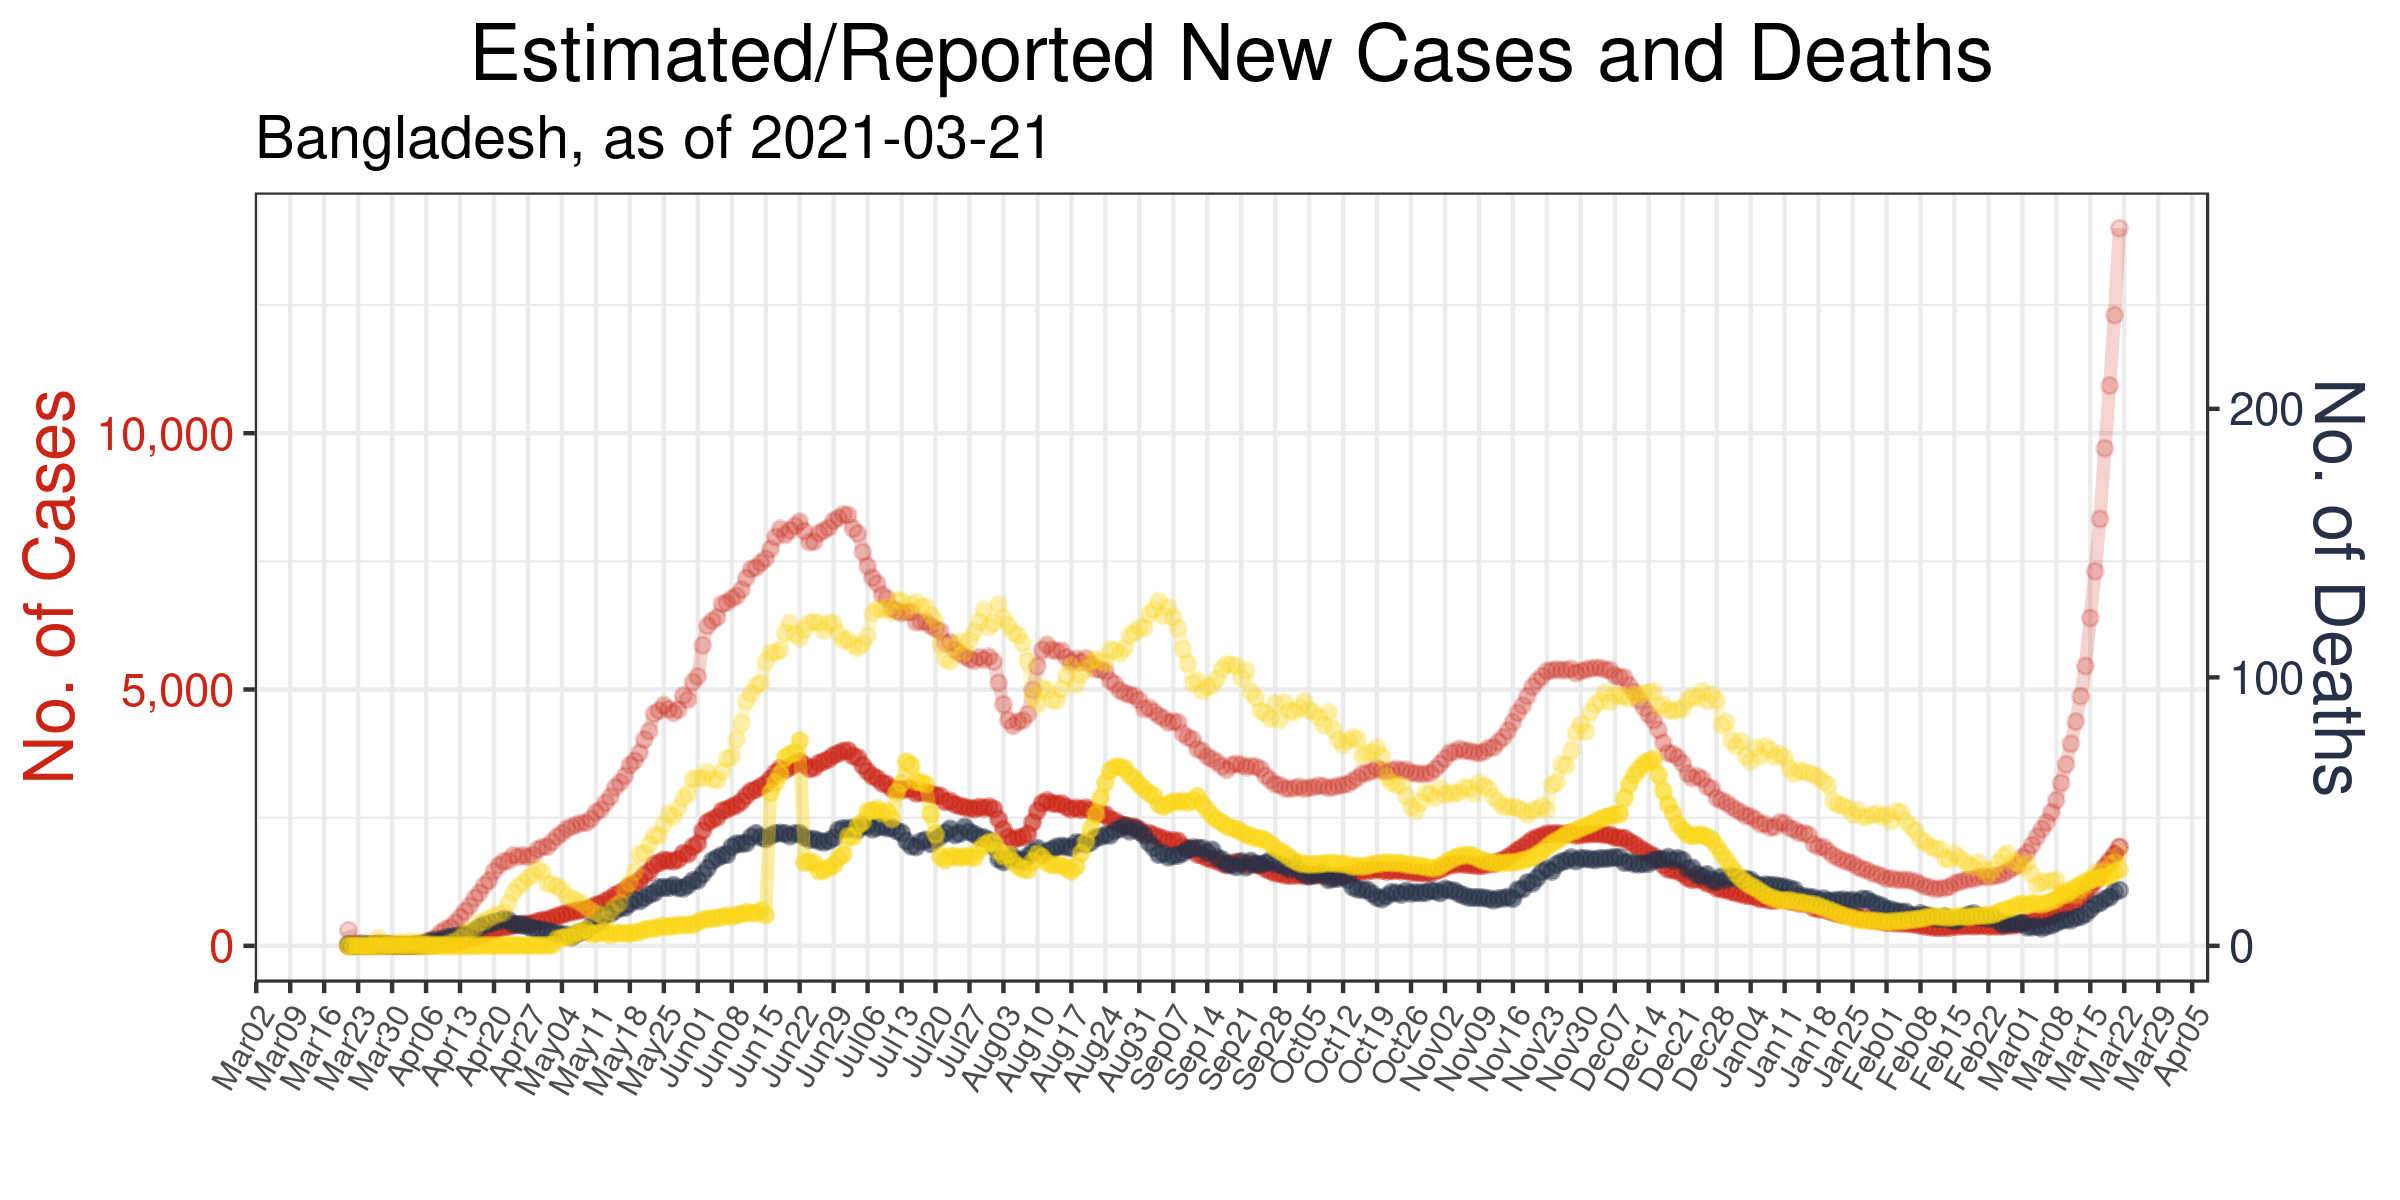 Estimated/Reported New Cases and Deaths
Bangladesh, as of 2021-03-21
No. of Cases
10,000
5,000
0
200
100
0
No. of Deaths
Mar02
Mar09
Mar16
Mar23
Mar30
Apr06
Apr13
Apr20
Apr27
May04
May11
May18
May25
Jun01
Jun08
Jun15
Jun22
Jun29
Jul06
Jul13
Jul20
Jul27
Aug03
Aug10
Aug17
Aug24
Aug31
Sep07
Sep14
Sep21
Sep28
Oct05
Oct12
Oct19
Oct26
Nov02
Nov09
Nov16
Nov23
Nov30
Dec07
Dec14
Dec21
Dec28
Jan04
Jan11
Jan18
Jan25
Feb01
Feb08
Feb15
Feb22
Mar01
Mar08
Mar15
Mar22
Mar29
Apr05